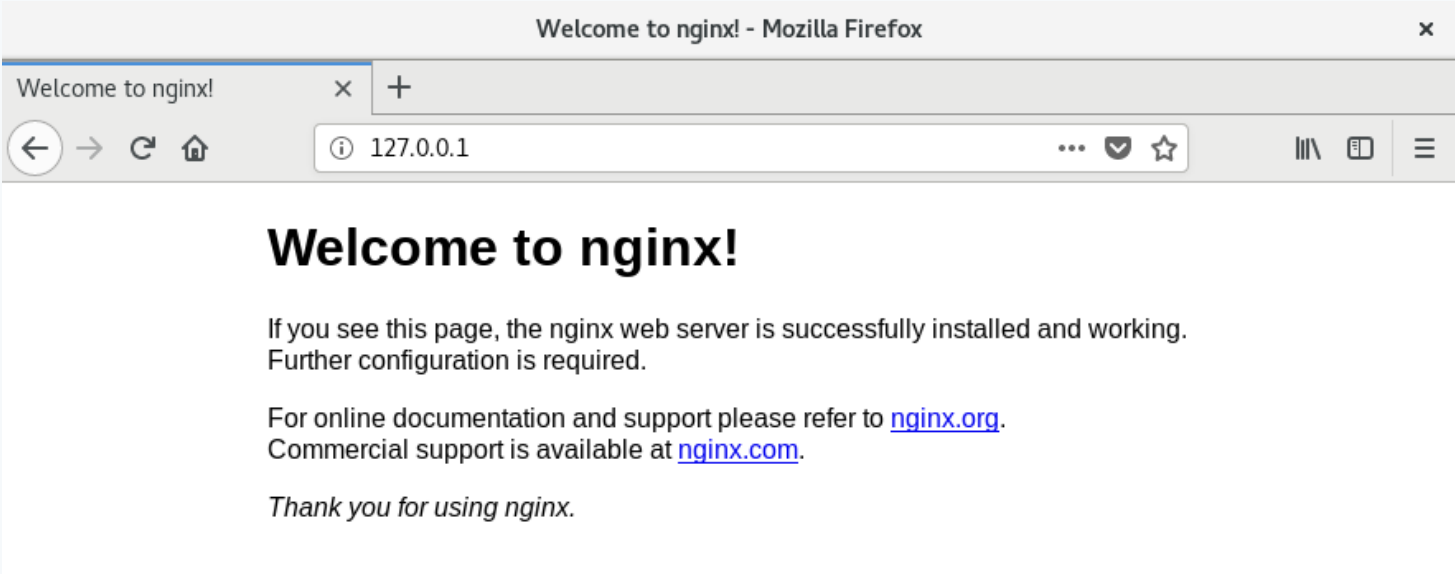 Welcome to nginx! - Mozilla Firefox
Welcome to nginx!
127.0.0.1
Welcome to nginx!
If you see this page, the nginx web server is successfully installed and working.
Further configuration is required.
For online documentation and support please refer to nginx.org.
Commercial support is available at nginx.com.
Thank you for using nginx.